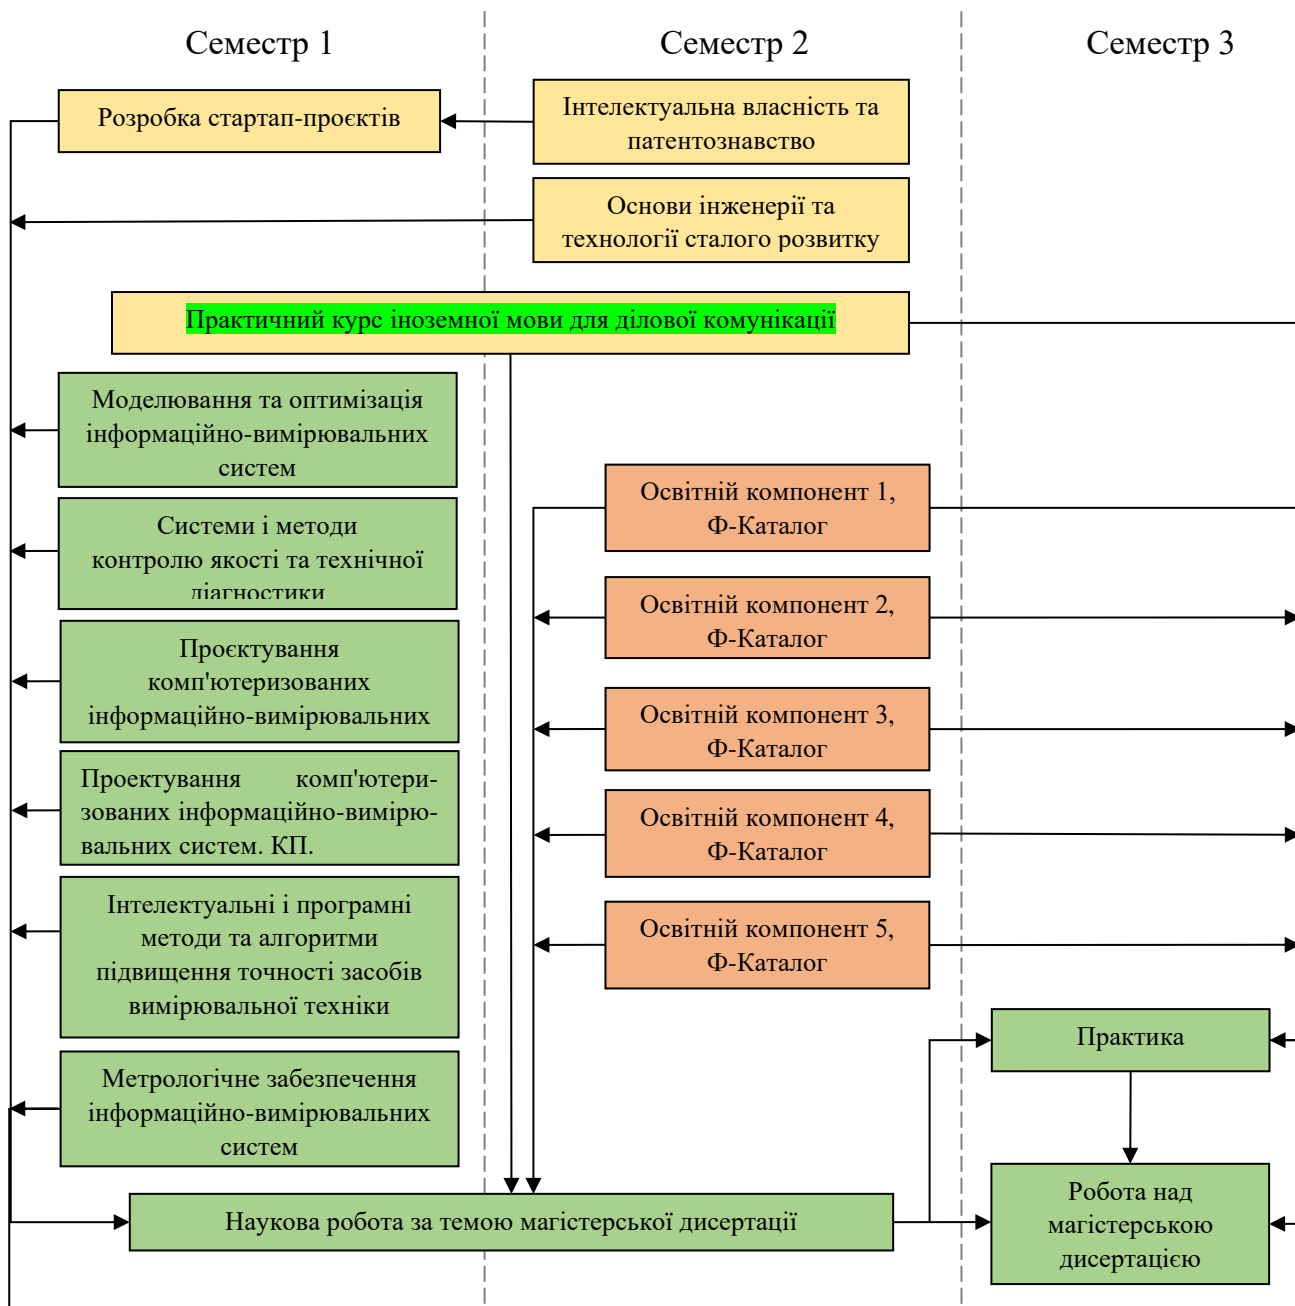 Семестр 1
Семестр 2
Семестр 3
Розробка стартап-проєктів
Інтелектуальна власність та
патентознавство
Основи інженерії та
технології сталого розвитку
Практичний курс іноземної мови для ділової комунікації
Моделювання та оптимізація
інформаційно-вимірювальних
систем
Системи і методи
контролю якості та технічної
діагностики
Проєктування
комп'ютеризованих
інформаційно-вимірювальних
Проектування комп'ютери-
зованих інформаційно-вимірю-
вальних систем. КП.
Інтелектуальні і програмні
методи та алгоритми
підвищення точності засобів
вимірювальної техніки
Метрологічне забезпечення
інформаційно-вимірювальних
систем
Освітній компонент 1,
Ф-Каталог
Освітній компонент 2,
Ф-Каталог
Освітній компонент 3,
Ф-Каталог
Освітній компонент 4,
Ф-Каталог
Освітній компонент 5,
Ф-Каталог
Практика
Наукова робота за темою магістерської дисертації
Робота над
магістерською
дисертацією